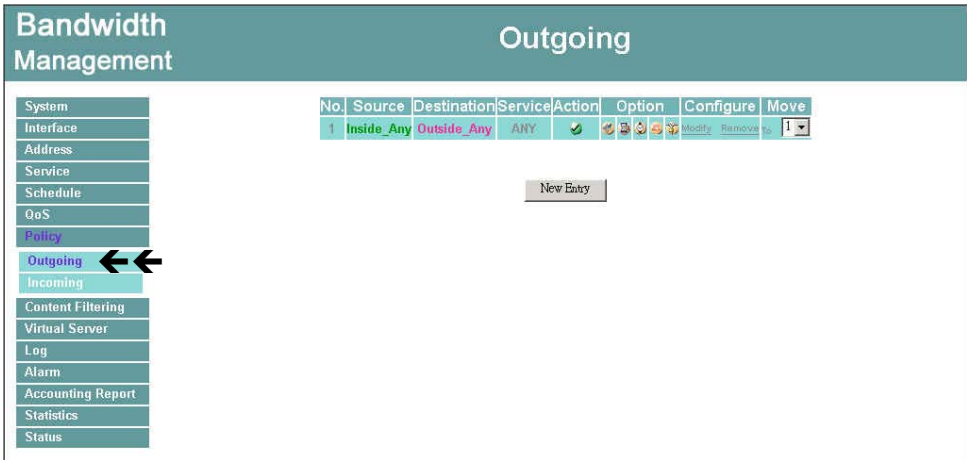 Bandwidth
Management
Outgoing
System
Interface
Address
Service
Schedule
QoS
Policy
Outgoing
Incoming
Content Filtering
Virtual Server
Log
Alarm
Accounting Report
Statistics
Status
No. Source Destination Service Action Option Configure Move
1 Inside_Any Outside_Any ANY Modify Remove To 1
New Entry